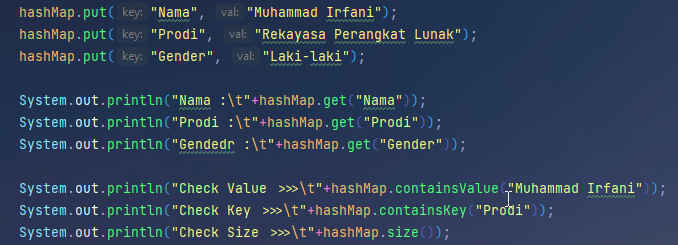 hashMap.put( key: "Nama", val: "Muhammad Irfani");
hashMap.put( key: "Prodi", val: "Rekayasa Perangkat Lunak");
hashMap.put( key: "Gender", val: "Laki-laki");
System.out.println("Nama :\t"+hashMap.get("Nama"));
System.out.println("Prodi :\t"+hashMap.get("Prodi"));
System.out.println("Gendedr :\t"+hashMap.get("Gender"));
System.out.println("Check Value >>>\t"+hashMap.containsValue("Muhammad Irfani"));
System.out.println("Check Key >>>\t"+hashMap.containsKey("Prodi"));
System.out.println("Check Size >>>\t"+hashMap.size());